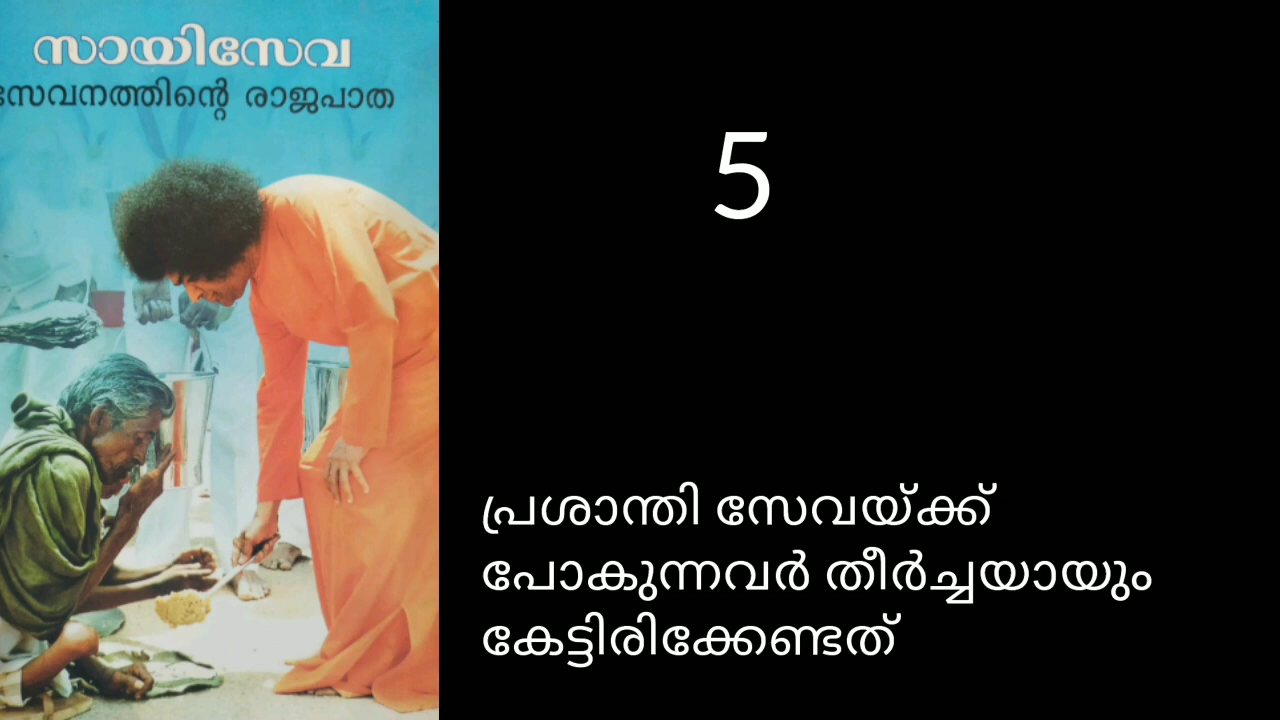 സായിസേവ
സേവനത്തിന്റെ രാജപാത
5
പ്രശാന്തി സേവയ്ക്ക്
പോകുന്നവർ തീർച്ചയായും
കേട്ടിരിക്കേണ്ടത്